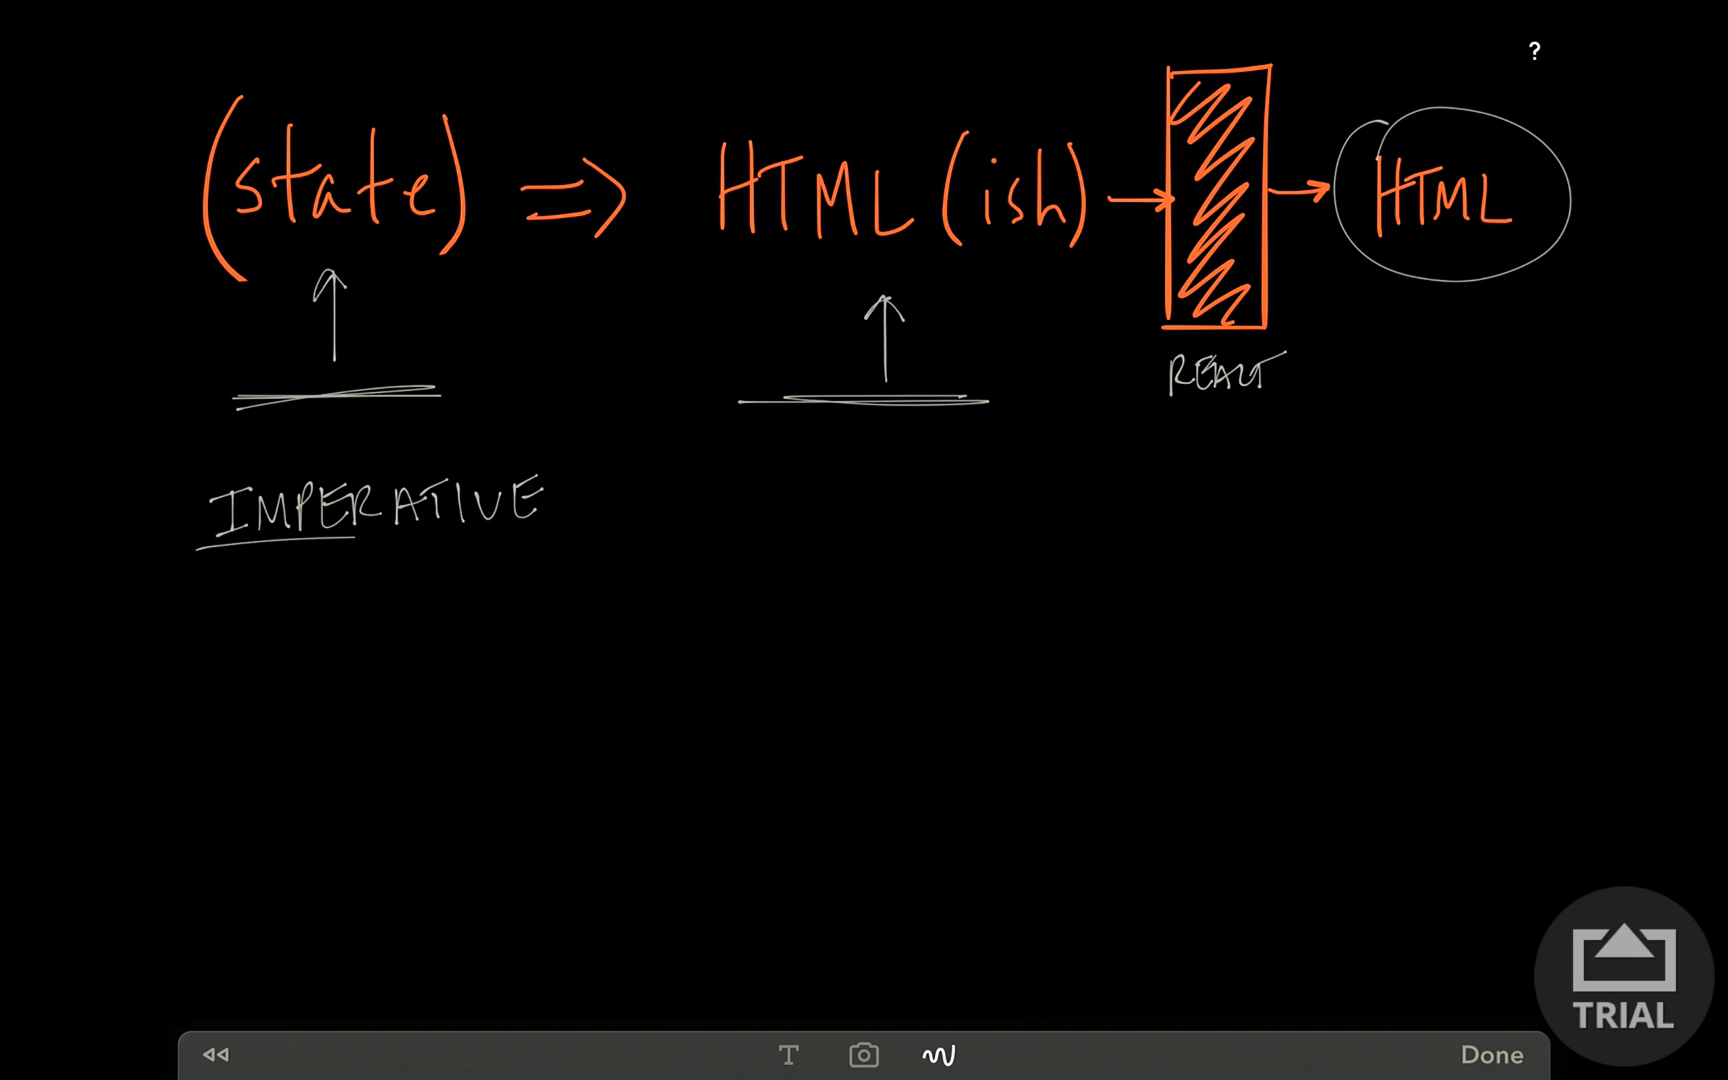 ?
(state) => HTML(ish) → HTML
REACT
IMPERATIVE
TRIAL
T
Done